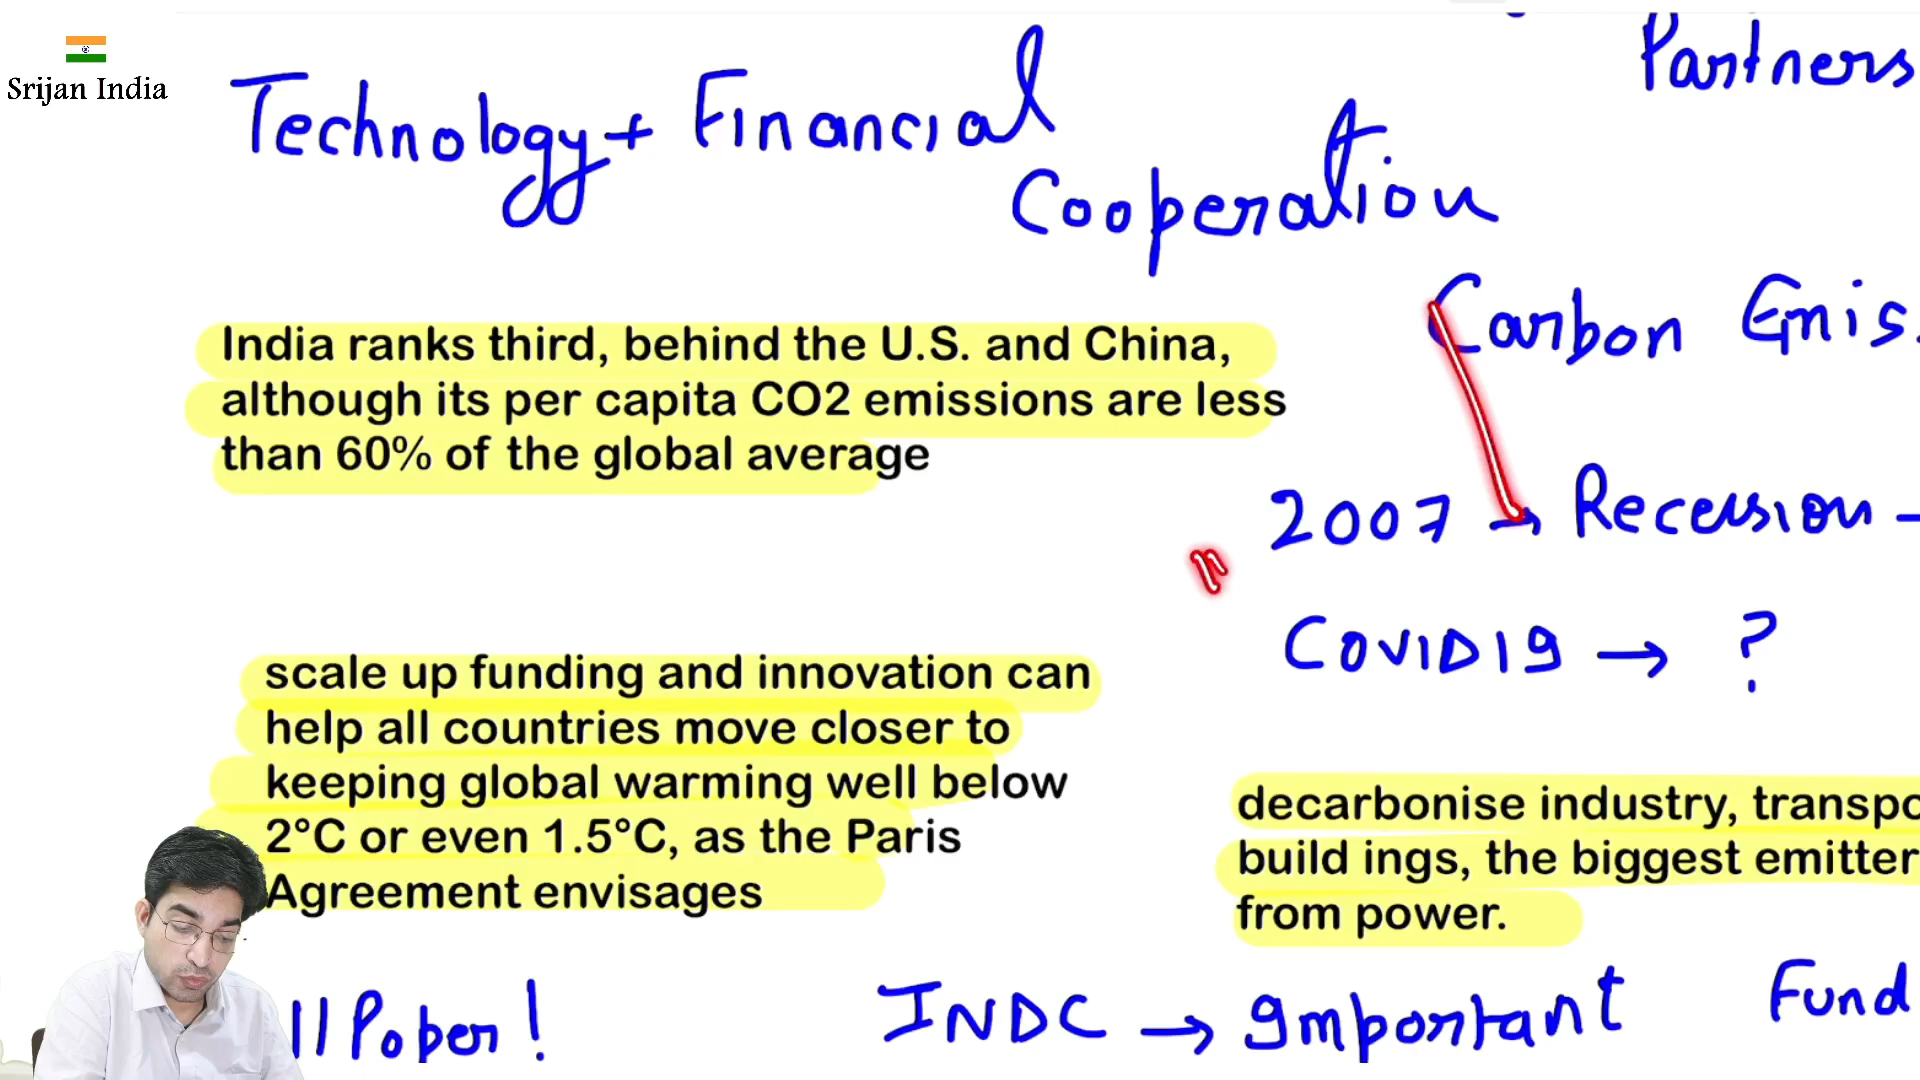 Srijan India
Partners
Technology + Financial
Cooperation
Carbon Emis.
India ranks third, behind the U.S. and China,
although its per capita CO2 emissions are less
than 60% of the global average
2007 → Recession -
COVID19 → ?
scale up funding and innovation can
help all countries move closer to
keeping global warming well below
2°C or even 1.5°C, as the Paris
Agreement envisages
decarbonise industry, transpo
build ings, the biggest emitter
from power.
INDC → Important
Fund